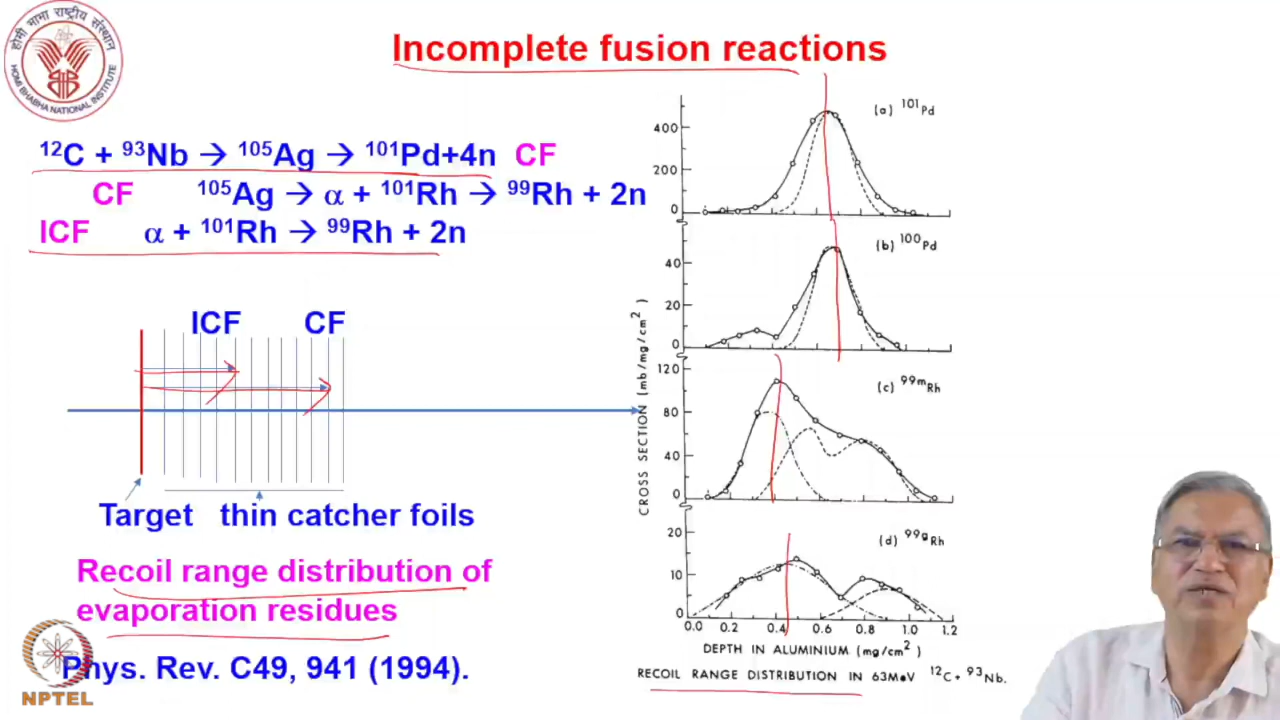 होमी भाभा राष्ट्रीय संस्थान
HOMI BHABHA NATIONAL INSTITUTE
Incomplete fusion reactions
¹²C + ⁹³Nb → ¹⁰⁵Ag → ¹⁰¹Pd+4n CF
CF ¹⁰⁵Ag → α + ¹⁰¹Rh → ⁹⁹Rh + 2n
ICF α + ¹⁰¹Rh → ⁹⁹Rh + 2n
ICF CF
Target thin catcher foils
Recoil range distribution of
evaporation residues
Phys. Rev. C49, 941 (1994).
NPTEL
(a) ¹⁰¹Pd
400
200
0
(b) ¹⁰⁰Pd
40
20
0
(c) ⁹⁹ᵐRh
120
80
40
0
(d) ⁹⁹ᵍRh
20
10
0
0.0 0.2 0.4 0.6 0.8 1.0 1.2
CROSS SECTION (mb/mg/cm²)
DEPTH IN ALUMINIUM (mg/cm²)
RECOIL RANGE DISTRIBUTION IN 63MeV ¹²C+ ⁹³Nb.